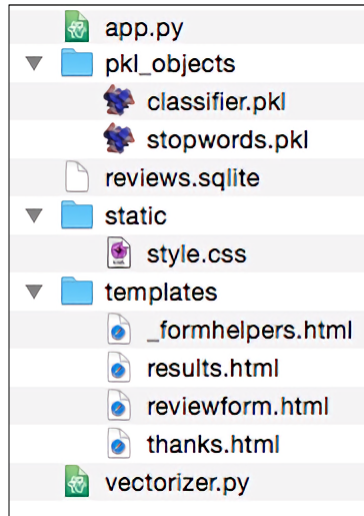 app.py
pkl_objects
classifier.pkl
stopwords.pkl
reviews.sqlite
static
style.css
templates
_formhelpers.html
results.html
reviewform.html
thanks.html
vectorizer.py